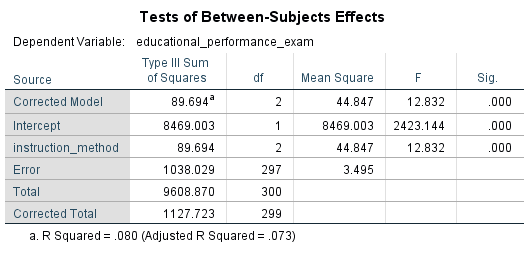 Tests of Between-Subjects Effects
Dependent Variable: educational_performance_exam
Source Type III Sum of Squares df Mean Square F Sig.
Corrected Model 89.694a 2 44.847 12.832 .000
Intercept 8469.003 1 8469.003 2423.144 .000
instruction_method 89.694 2 44.847 12.832 .000
Error 1038.029 297 3.495
Total 9608.870 300
Corrected Total 1127.723 299
a. R Squared = .080 (Adjusted R Squared = .073)